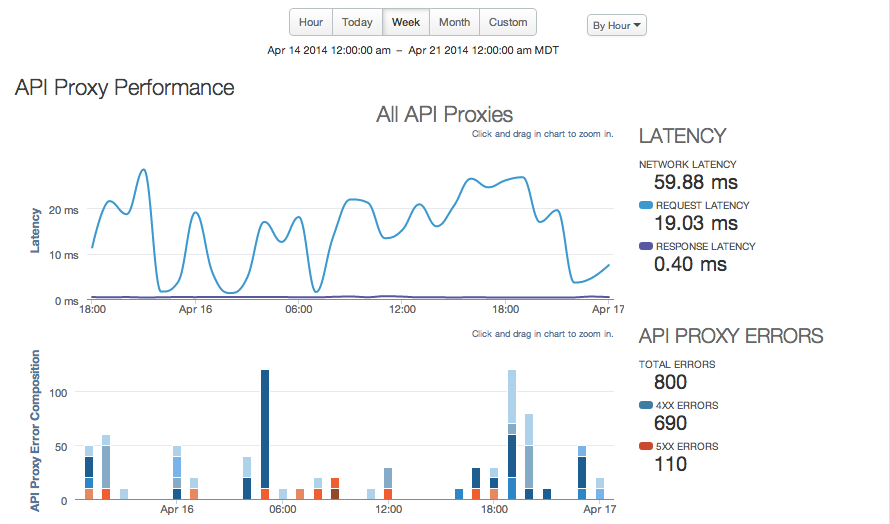 Hour Today Week Month Custom By Hour
Apr 14 2014 12:00:00 am – Apr 21 2014 12:00:00 am MDT
API Proxy Performance
All API Proxies
Click and drag in chart to zoom in.
Latency
20 ms
10 ms
0 ms
18:00 Apr 16 06:00 12:00 18:00 Apr 17
LATENCY
NETWORK LATENCY
59.88 ms
REQUEST LATENCY
19.03 ms
RESPONSE LATENCY
0.40 ms
Click and drag in chart to zoom in.
API Proxy Error Composition
100
50
0
Apr 16 06:00 12:00 18:00 Apr 17
API PROXY ERRORS
TOTAL ERRORS
800
4XX ERRORS
690
5XX ERRORS
110